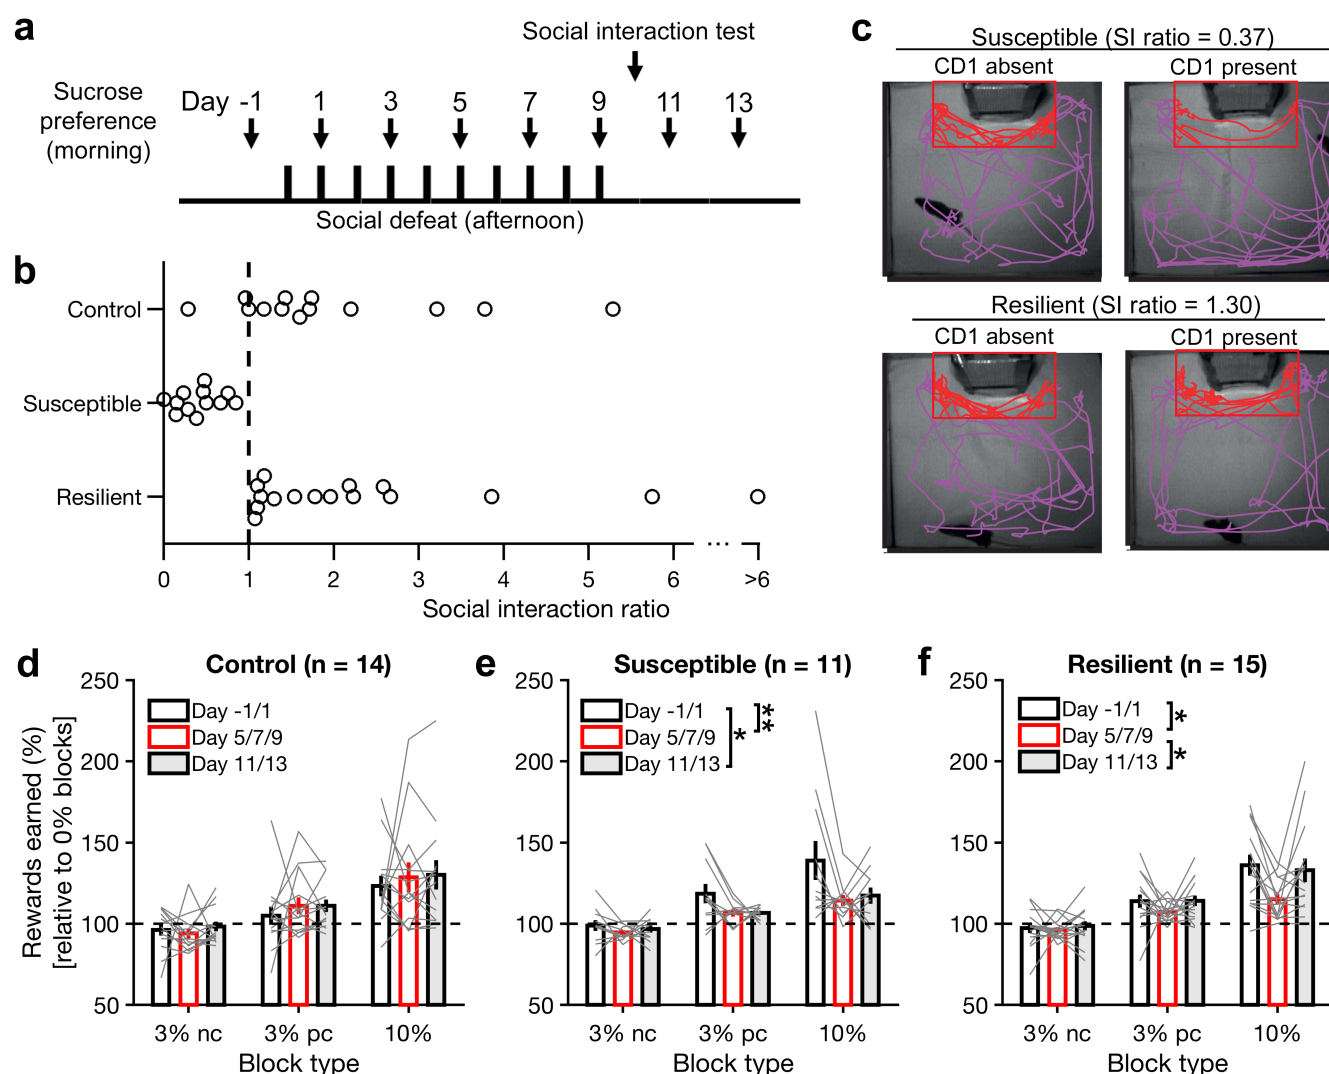 a
Social interaction test
Sucrose
preference
(morning)
Day -1 1 3 5 7 9 11 13
Social defeat (afternoon)
b
Control
Susceptible
Resilient
0 1 2 3 4 5 6 ... >6
Social interaction ratio
c
Susceptible (SI ratio = 0.37)
CD1 absent CD1 present
Resilient (SI ratio = 1.30)
CD1 absent CD1 present
d
Control (n = 14)
Rewards earned (%)
[relative to 0% blocks]
250
200
150
100
50
Day -1/1
Day 5/7/9
Day 11/13
3% nc 3% pc 10%
Block type
e
Susceptible (n = 11)
250
200
150
100
50
Day -1/1
Day 5/7/9
Day 11/13
*
**
3% nc 3% pc 10%
Block type
f
Resilient (n = 15)
250
200
150
100
50
Day -1/1
Day 5/7/9
Day 11/13
*
*
3% nc 3% pc 10%
Block type